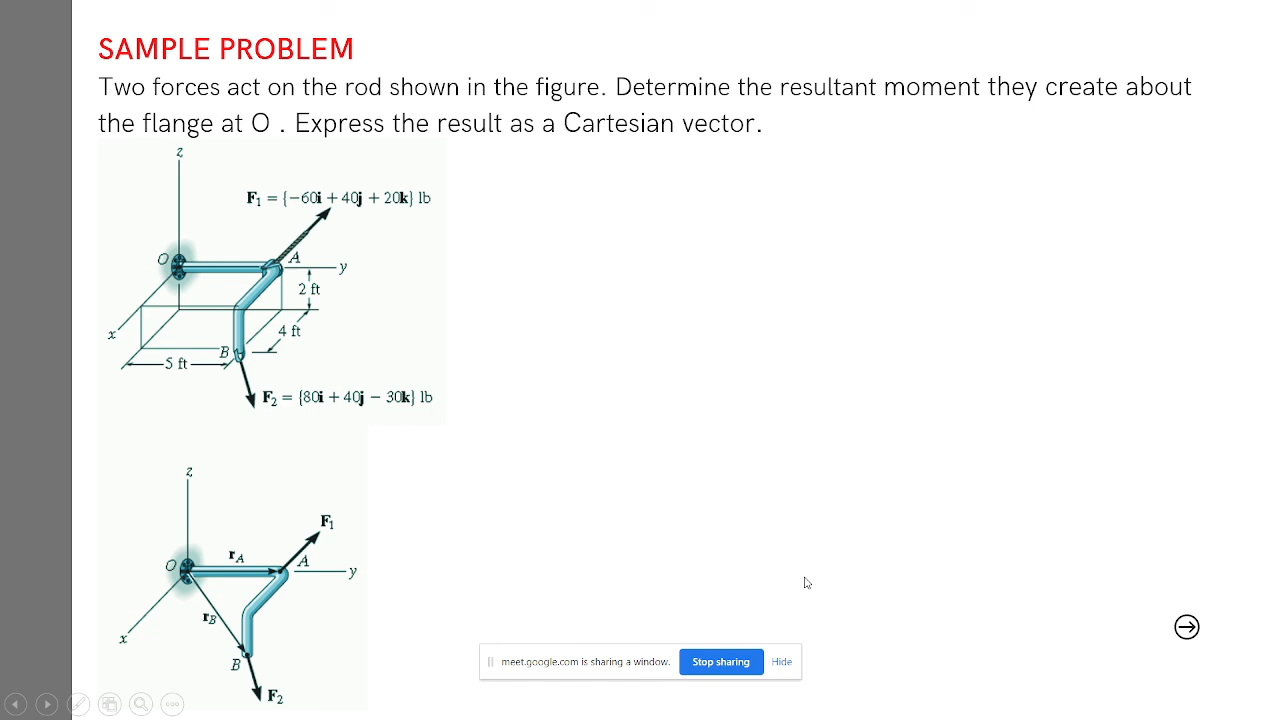 SAMPLE PROBLEM
Two forces act on the rod shown in the figure. Determine the resultant moment they create about
the flange at O . Express the result as a Cartesian vector.
z
F₁ = {−60i + 40j + 20k} lb
O
A
y
2 ft
x
4 ft
B
5 ft
F₂ = {80i + 40j − 30k} lb
z
F₁
r_A
A
O
y
r_B
x
B
F₂
meet.google.com is sharing a window.
Stop sharing
Hide